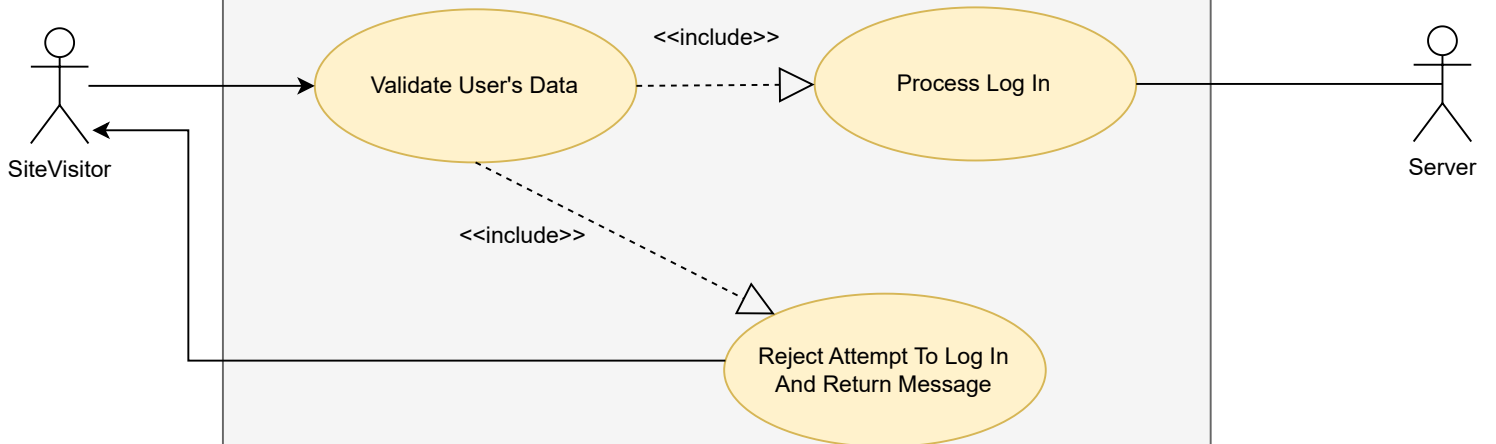 <<include>>
Validate User's Data
Process Log In
SiteVisitor
Server
<<include>>
Reject Attempt To Log In
And Return Message